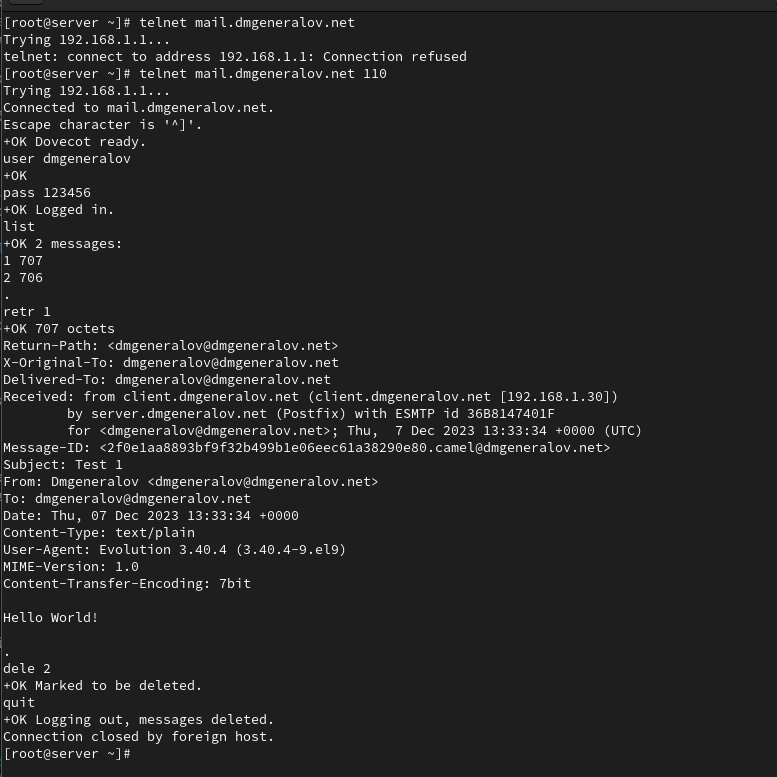 [root@server ~]# telnet mail.dmgeneralov.net
Trying 192.168.1.1...
telnet: connect to address 192.168.1.1: Connection refused
[root@server ~]# telnet mail.dmgeneralov.net 110
Trying 192.168.1.1...
Connected to mail.dmgeneralov.net.
Escape character is '^]'.
+OK Dovecot ready.
user dmgeneralov
+OK
pass 123456
+OK Logged in.
list
+OK 2 messages:
1 707
2 706
.
retr 1
+OK 707 octets
Return-Path: <dmgeneralov@dmgeneralov.net>
X-Original-To: dmgeneralov@dmgeneralov.net
Delivered-To: dmgeneralov@dmgeneralov.net
Received: from client.dmgeneralov.net (client.dmgeneralov.net [192.168.1.30])
        by server.dmgeneralov.net (Postfix) with ESMTP id 36B8147401F
        for <dmgeneralov@dmgeneralov.net>; Thu,  7 Dec 2023 13:33:34 +0000 (UTC)
Message-ID: <2f0e1aa8893bf9f32b499b1e06eec61a38290e80.camel@dmgeneralov.net>
Subject: Test 1
From: Dmgeneralov <dmgeneralov@dmgeneralov.net>
To: dmgeneralov@dmgeneralov.net
Date: Thu, 07 Dec 2023 13:33:34 +0000
Content-Type: text/plain
User-Agent: Evolution 3.40.4 (3.40.4-9.el9)
MIME-Version: 1.0
Content-Transfer-Encoding: 7bit

Hello World!

.
dele 2
+OK Marked to be deleted.
quit
+OK Logging out, messages deleted.
Connection closed by foreign host.
[root@server ~]#